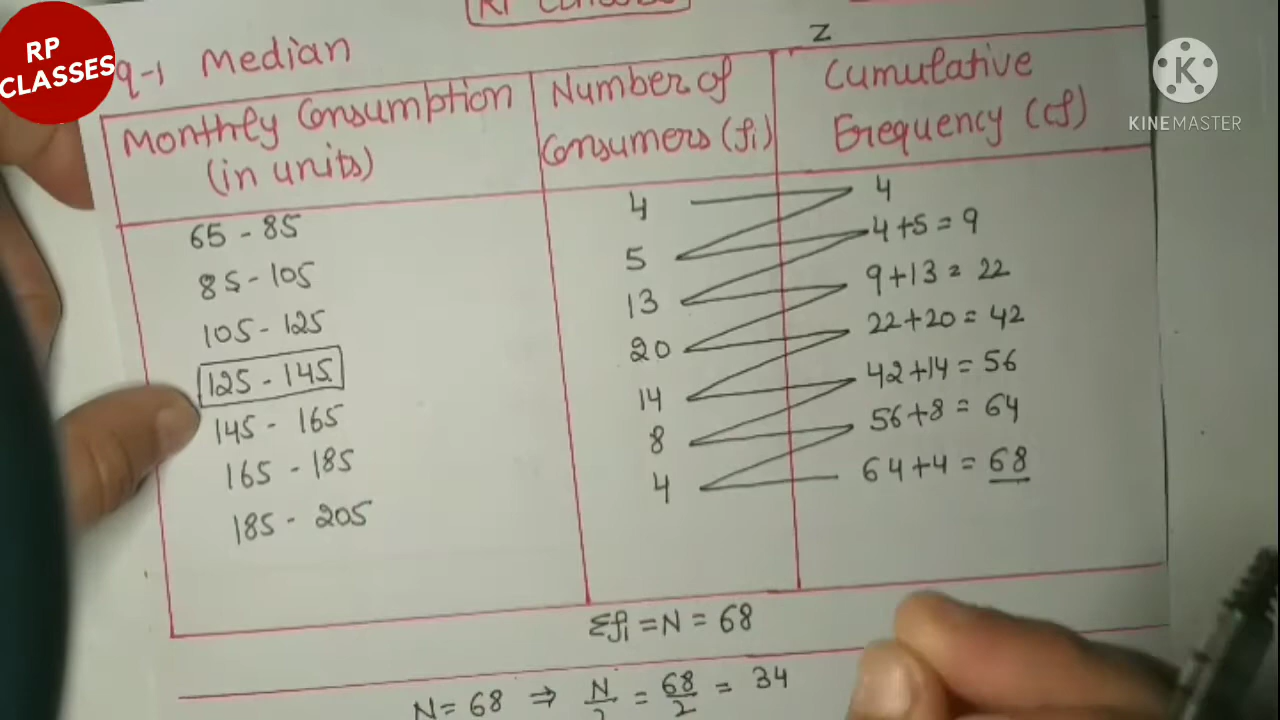 RP CLASSES
RP
CLASSES
KINEMASTER
Q-1 Median
Z
Monthly Consumption (in units)
Number of Consumers (fi)
Cumulative Frequency (cf)
65 - 85 4 4
85 - 105 5 4+5 = 9
105 - 125 13 9+13 = 22
125 - 145 20 22+20 = 42
145 - 165 14 42+14 = 56
165 - 185 8 56+8 = 64
185 - 205 4 64+4 = 68
Σfi = N = 68
N = 68 ⇒ N/2 = 68/2 = 34